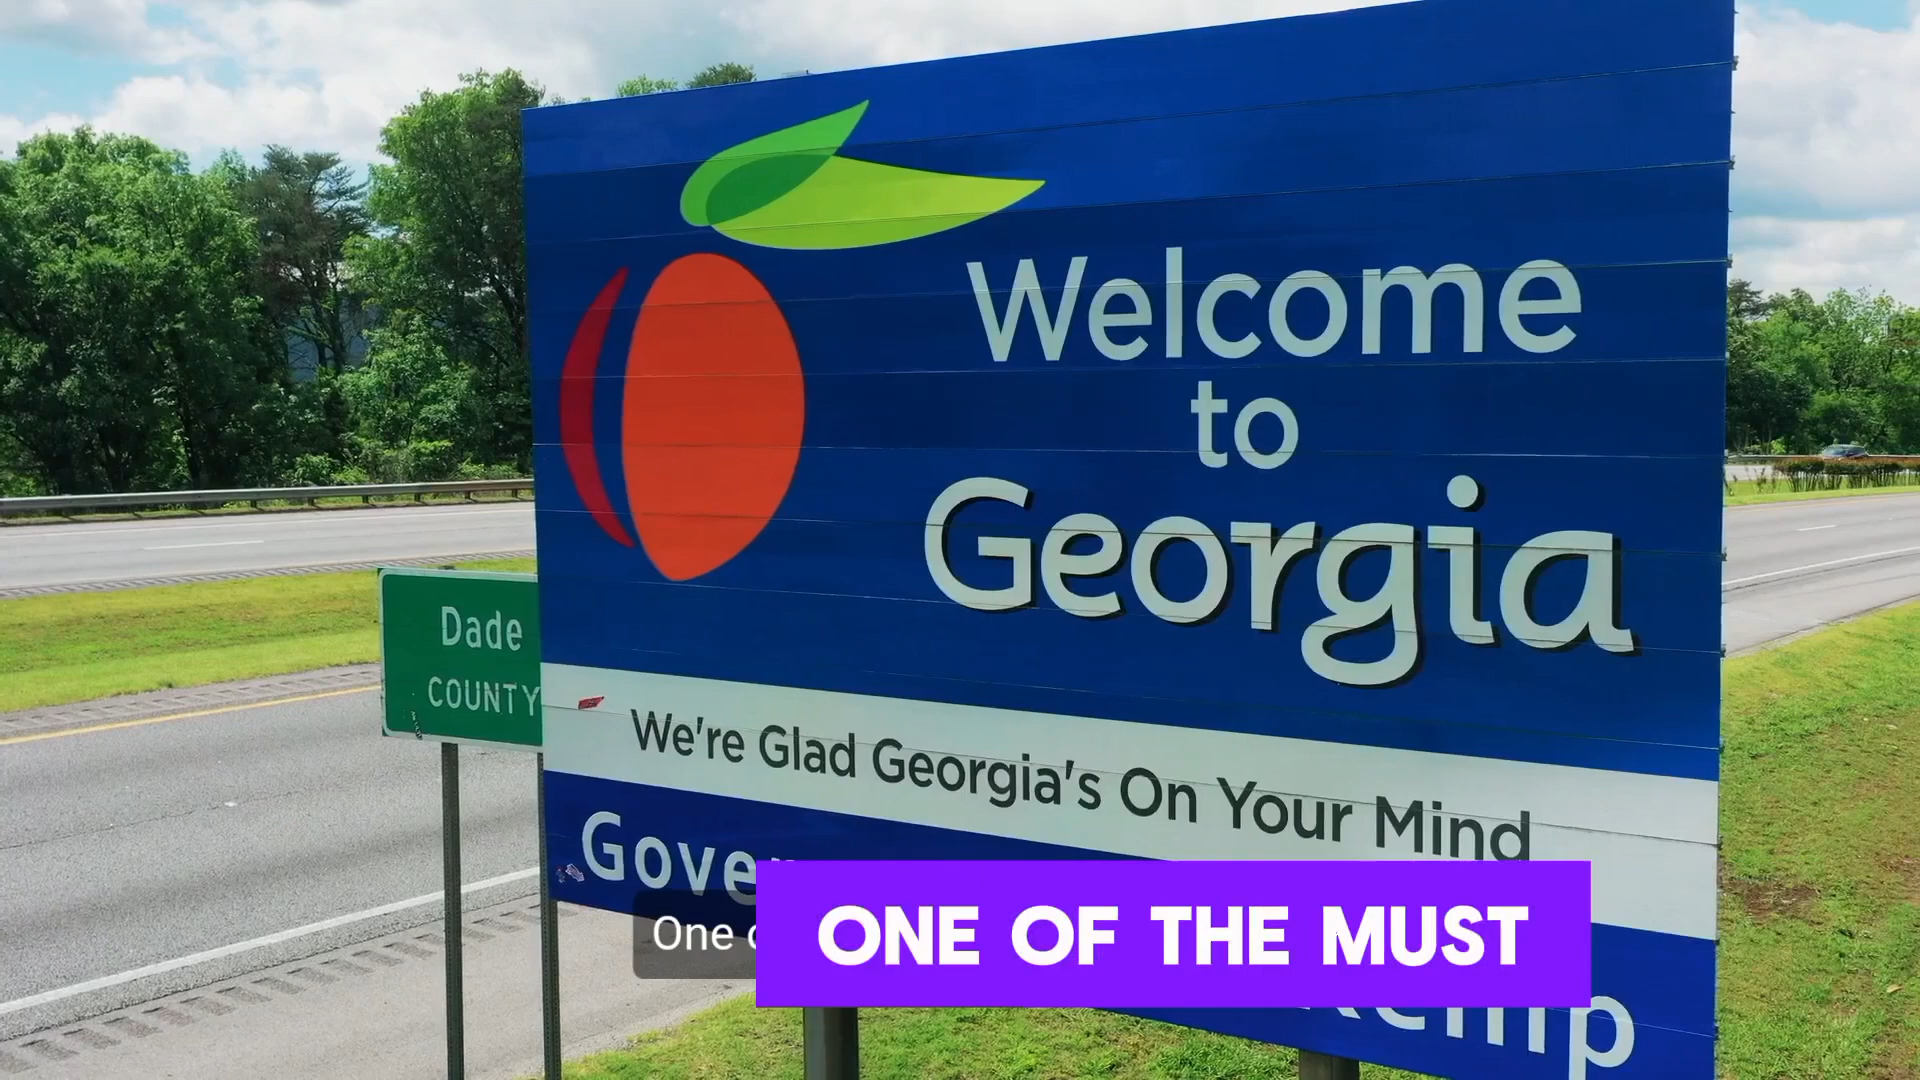 Welcome
to
Georgia
Dade
COUNTY
We're Glad Georgia's On Your Mind
One
ONE OF THE MUST